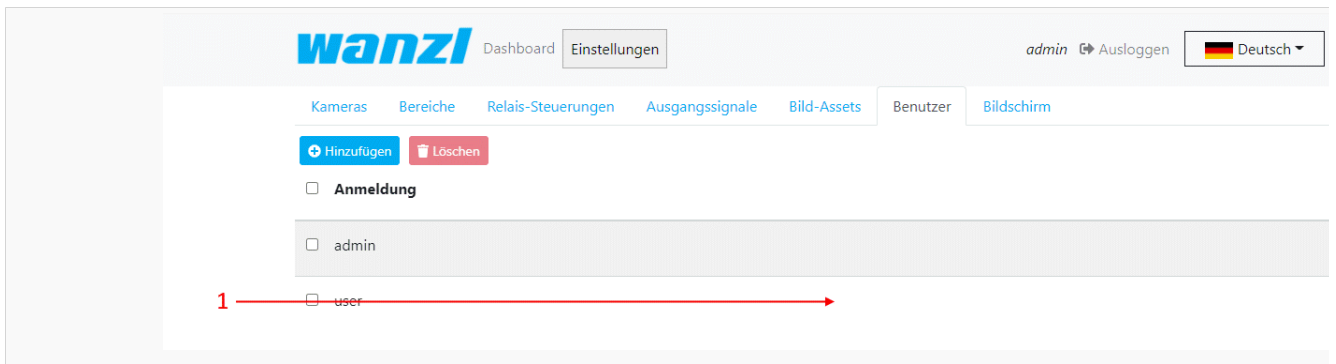 wanzl Dashboard Einstellungen admin Ausloggen Deutsch
Kameras Bereiche Relais-Steuerungen Ausgangssignale Bild-Assets Benutzer Bildschirm
Hinzufügen Löschen
Anmeldung
admin
1 user